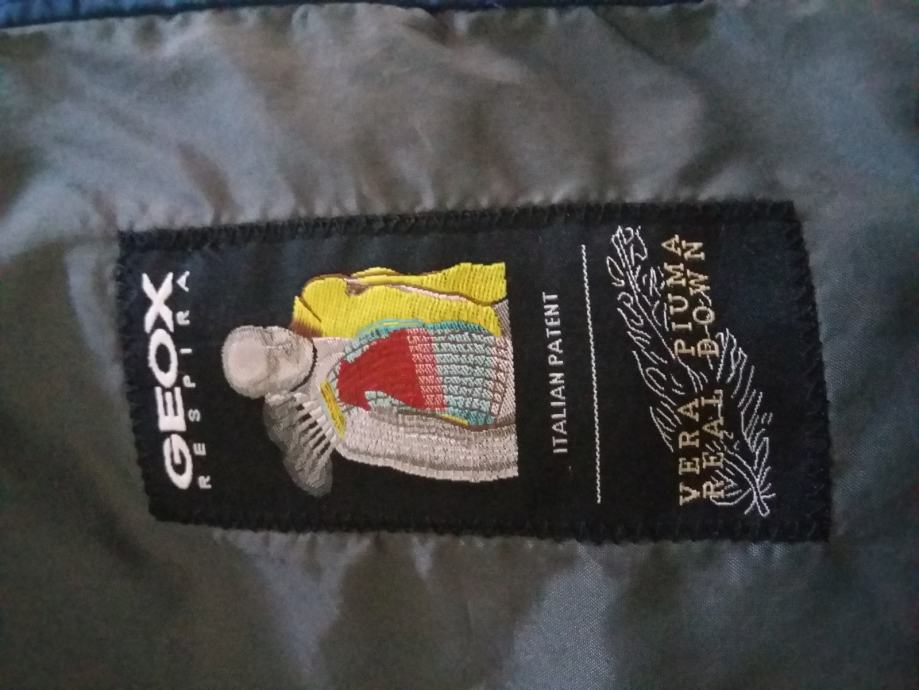 GEOX
RESPIRA
ITALIAN PATENT
VERA PIUMA
REAL DOWN